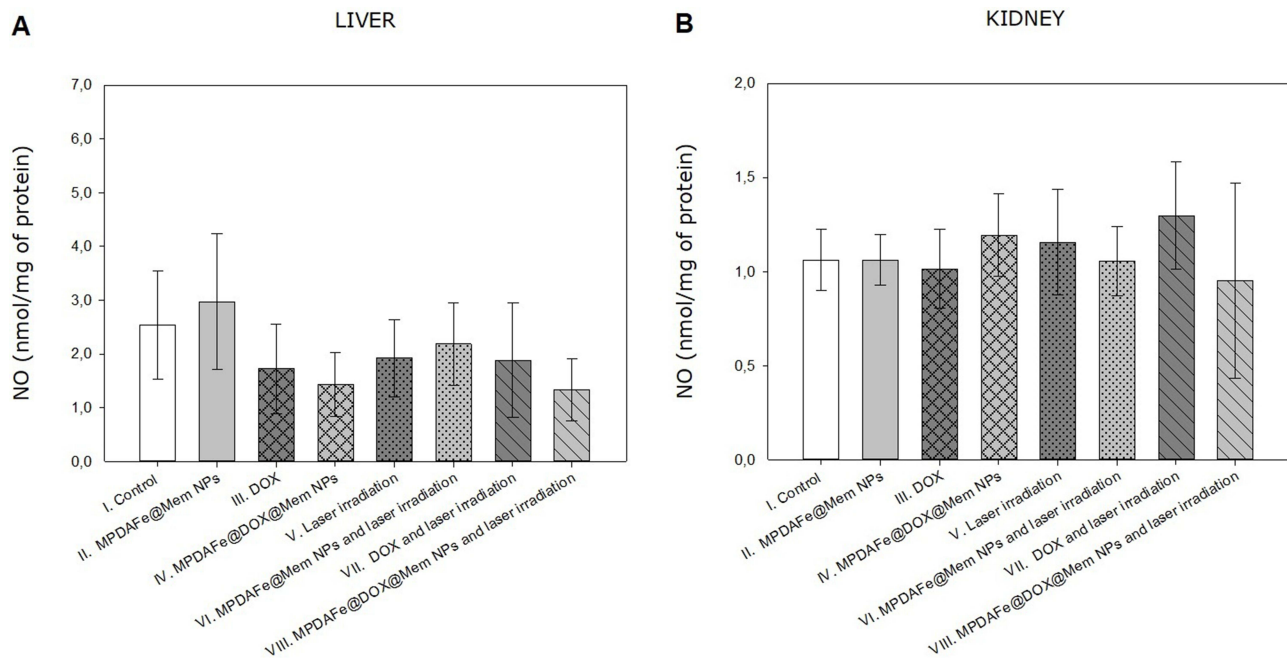 A
LIVER
NO (nmol/mg of protein)
7,0
6,0
5,0
4,0
3,0
2,0
1,0
0,0
I. Control
II. MPDAFe@Mem NPs
III. DOX
IV. MPDAFe@DOX@Mem NPs
V. Laser irradiation
VI. MPDAFe@Mem NPs and laser irradiation
VII. DOX and laser irradiation
VIII. MPDAFe@DOX@Mem NPs and laser irradiation
B
KIDNEY
NO (nmol/mg of protein)
2,0
1,5
1,0
0,5
0,0
I. Control
II. MPDAFe@Mem NPs
III. DOX
IV. MPDAFe@DOX@Mem NPs
V. Laser irradiation
VI. MPDAFe@Mem NPs and laser irradiation
VII. DOX and laser irradiation
VIII. MPDAFe@DOX@Mem NPs and laser irradiation